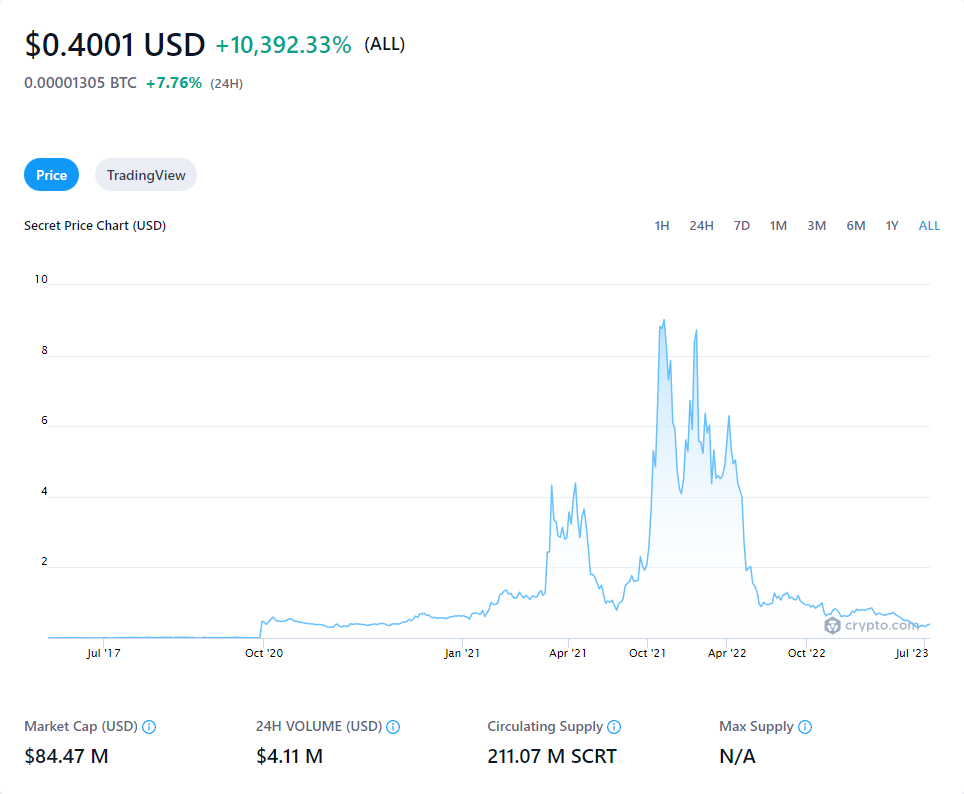 $0.4001 USD +10,392.33% (ALL)
0.00001305 BTC +7.76% (24H)
Price TradingView
Secret Price Chart (USD) 1H 24H 7D 1M 3M 6M 1Y ALL
10
8
6
4
2
crypto.com
Jul '17 Oct '20 Jan '21 Apr '21 Oct '21 Apr '22 Oct '22 Jul '23
Market Cap (USD) 24H VOLUME (USD) Circulating Supply Max Supply
$84.47 M $4.11 M 211.07 M SCRT N/A